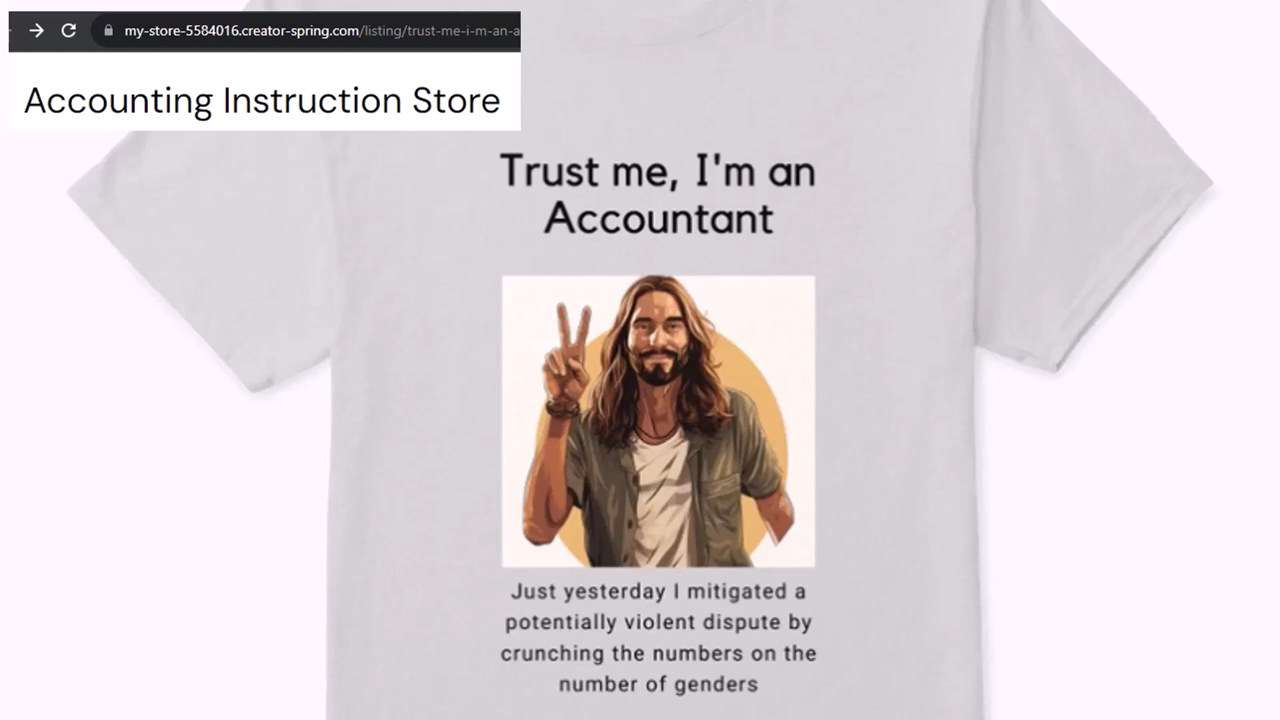 my-store-5584016.creator-spring.com/listing/trust-me-i-m-an-a
Accounting Instruction Store
Trust me, I'm an
Accountant
Just yesterday I mitigated a
potentially violent dispute by
crunching the numbers on the
number of genders